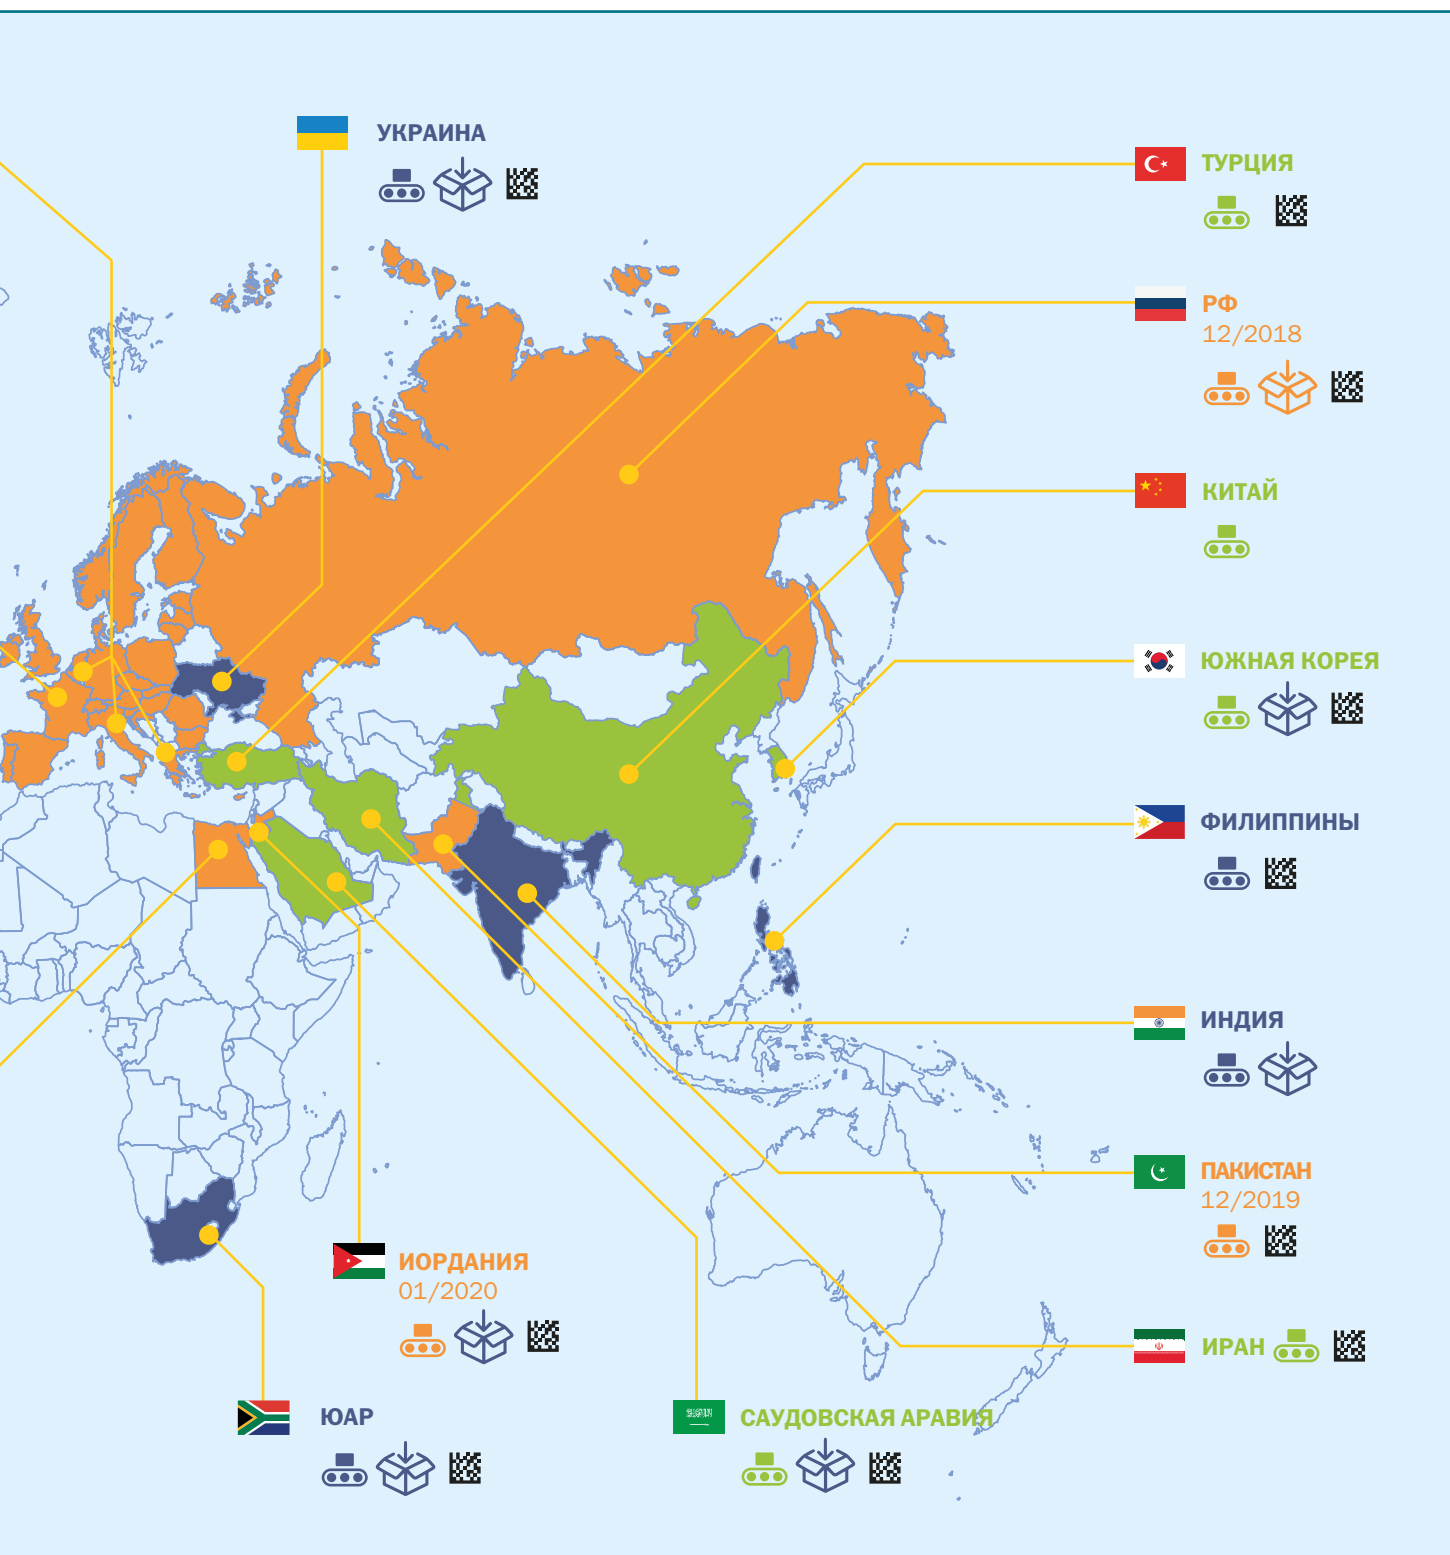 УКРАИНА
ТУРЦИЯ
РФ
12/2018
КИТАЙ
ЮЖНАЯ КОРЕЯ
ФИЛИППИНЫ
ИНДИЯ
ПАКИСТАН
12/2019
ИОРДАНИЯ
01/2020
ИРАН
ЮАР
САУДОВСКАЯ АРАВИЯ